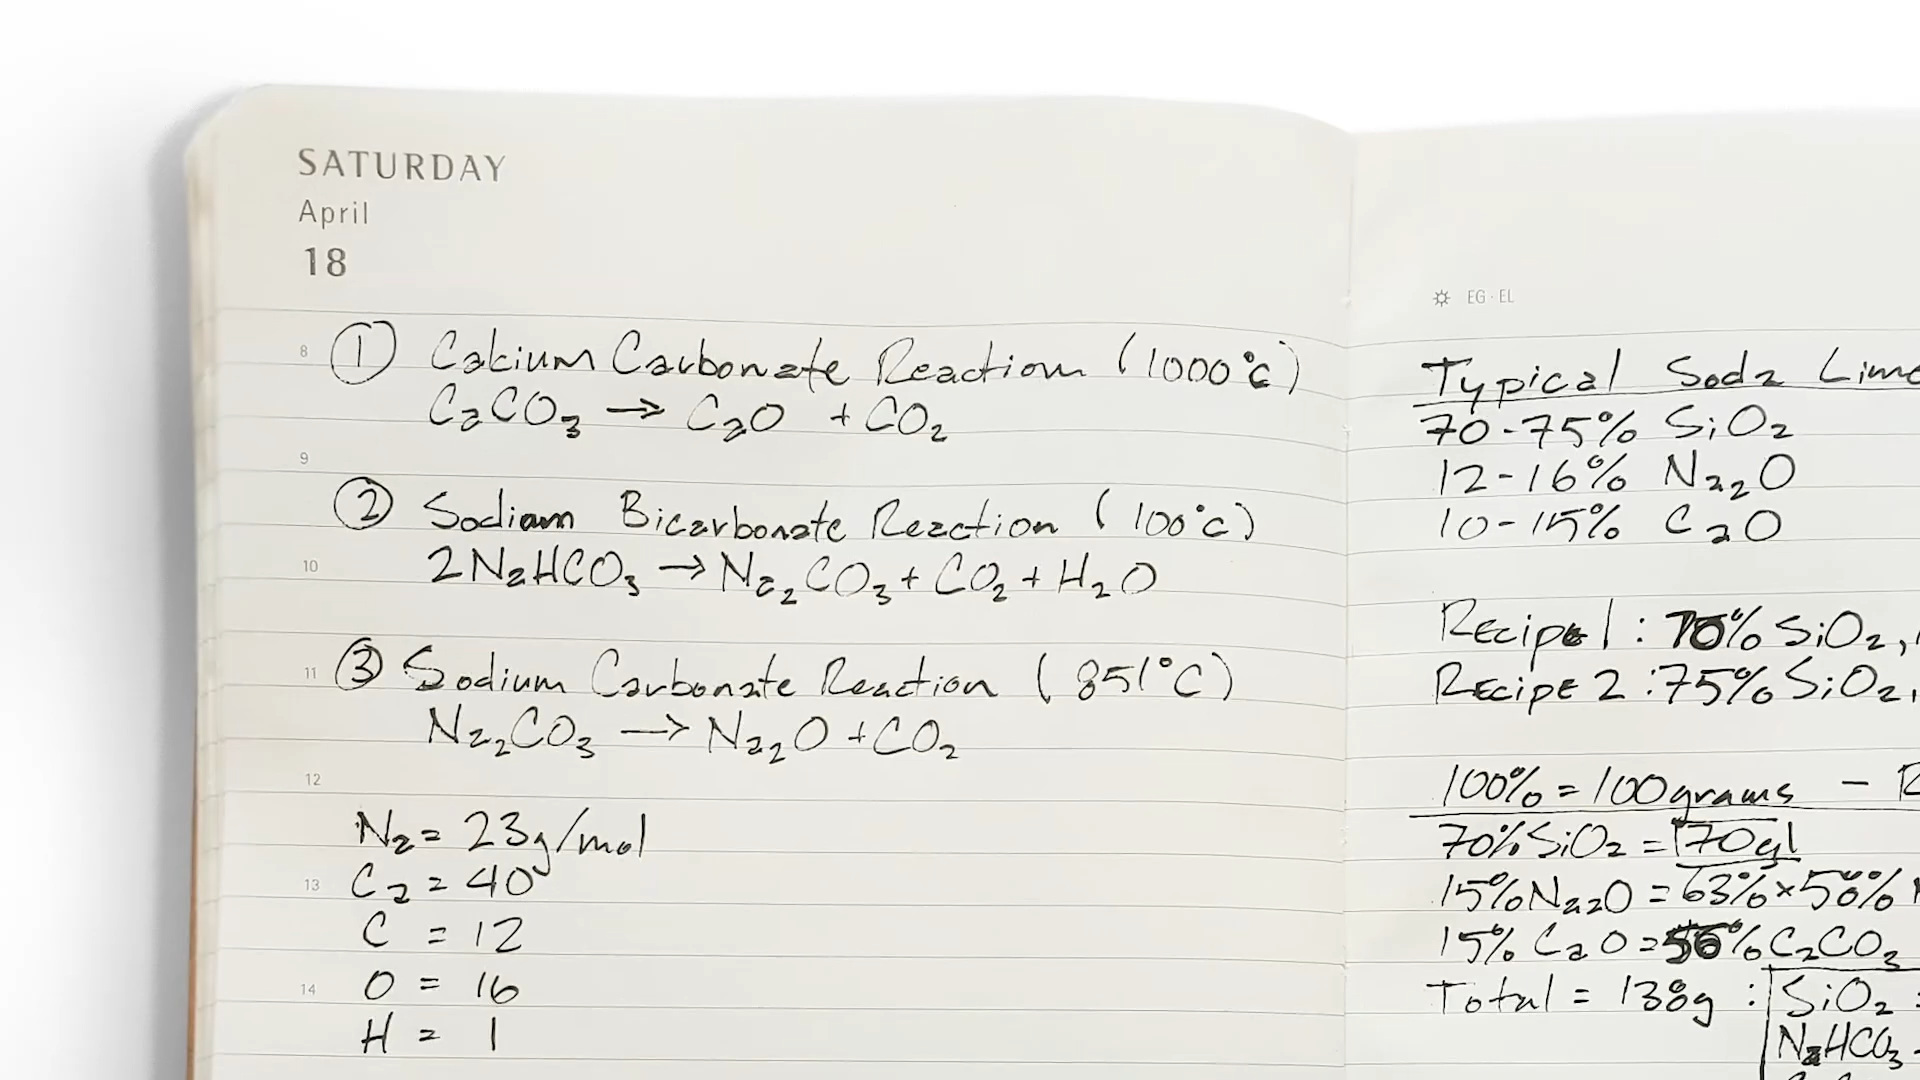 SATURDAY
April
18
8 ① Calcium Carbonate Reaction (1000°C)
CaCO₃ → CaO + CO₂
9
② Sodium Bicarbonate Reaction (100°C)
10 2NaHCO₃ → Na₂CO₃ + CO₂ + H₂O
11 ③ Sodium Carbonate Reaction (851°C)
Na₂CO₃ → Na₂O + CO₂
12
Na = 23g/mol
13 Ca = 40
C = 12
14 O = 16
H = 1
EG · EL
Typical Soda Lime
70-75% SiO₂
12-16% Na₂O
10-15% CaO
Recipe 1 : 70% SiO₂,
Recipe 2 : 75% SiO₂,
100% = 100grams -
70% SiO₂ = 70g
15% Na₂O = 63% × 50%
15% CaO = 56% CaCO₃
Total = 138g : SiO₂
NaHCO₃